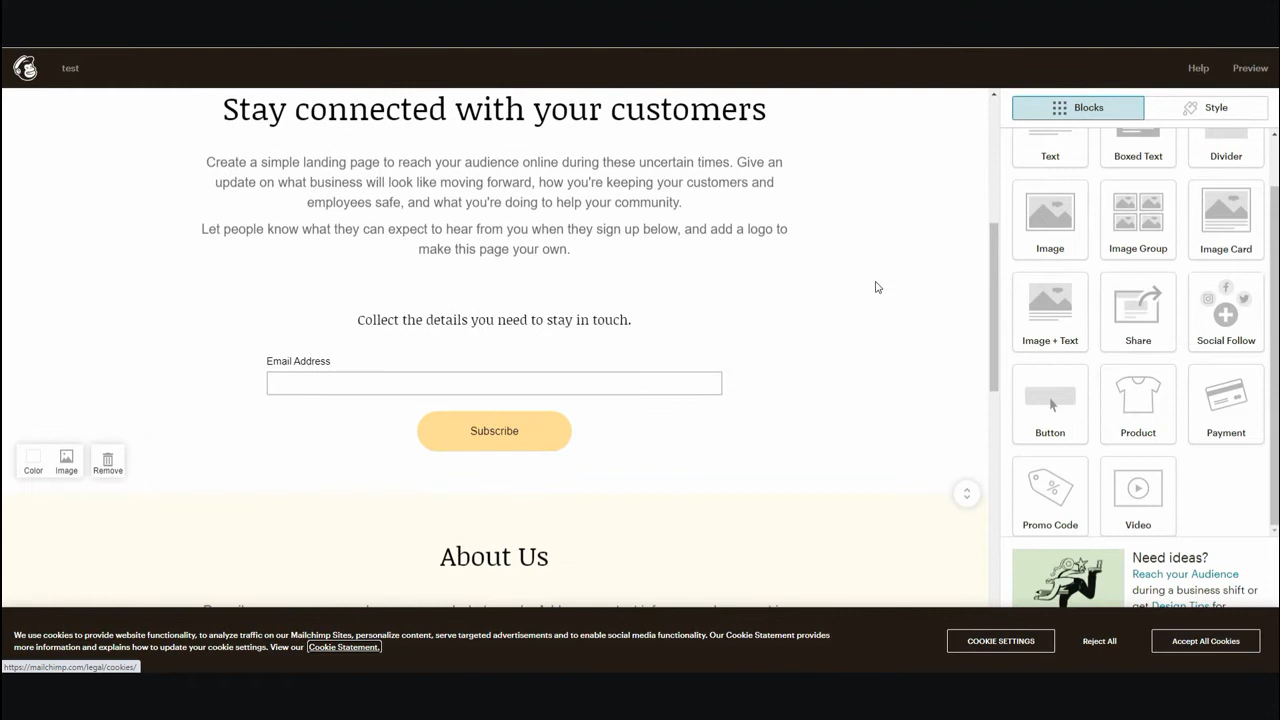 test
Help
Preview
Stay connected with your customers
Create a simple landing page to reach your audience online during these uncertain times. Give an
update on what business will look like moving forward, how you're keeping your customers and
employees safe, and what you're doing to help your community.
Let people know what they can expect to hear from you when they sign up below, and add a logo to
make this page your own.
Collect the details you need to stay in touch.
Email Address
Subscribe
Color
Image
Remove
About Us
Blocks
Style
Text
Boxed Text
Divider
Image
Image Group
Image Card
Image + Text
Share
Social Follow
Button
Product
Payment
Promo Code
Video
Need ideas?
Reach your Audience
during a business shift or
get Design Tips for
We use cookies to provide website functionality, to analyze traffic on our Mailchimp Sites, personalize content, serve targeted advertisements and to enable social media functionality. Our Cookie Statement provides
more information and explains how to update your cookie settings. View our Cookie Statement.
COOKIE SETTINGS
Reject All
Accept All Cookies
https://mailchimp.com/legal/cookies/